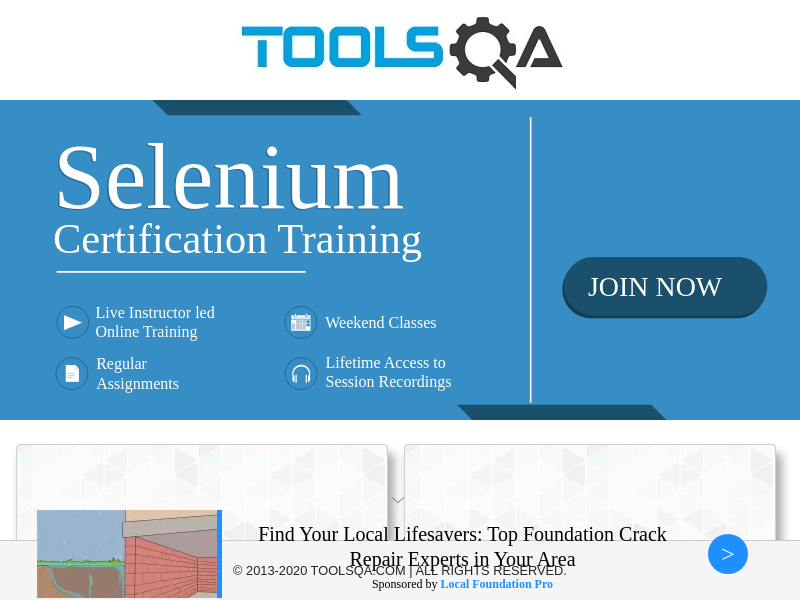 TOOLSQA
Selenium
Certification Training
Live Instructor led
Online Training
Weekend Classes
Regular
Assignments
Lifetime Access to
Session Recordings
JOIN NOW
Find Your Local Lifesavers: Top Foundation Crack
Repair Experts in Your Area
>
© 2013-2020 TOOLSQA.COM | ALL RIGHTS RESERVED.
Sponsored by Local Foundation Pro